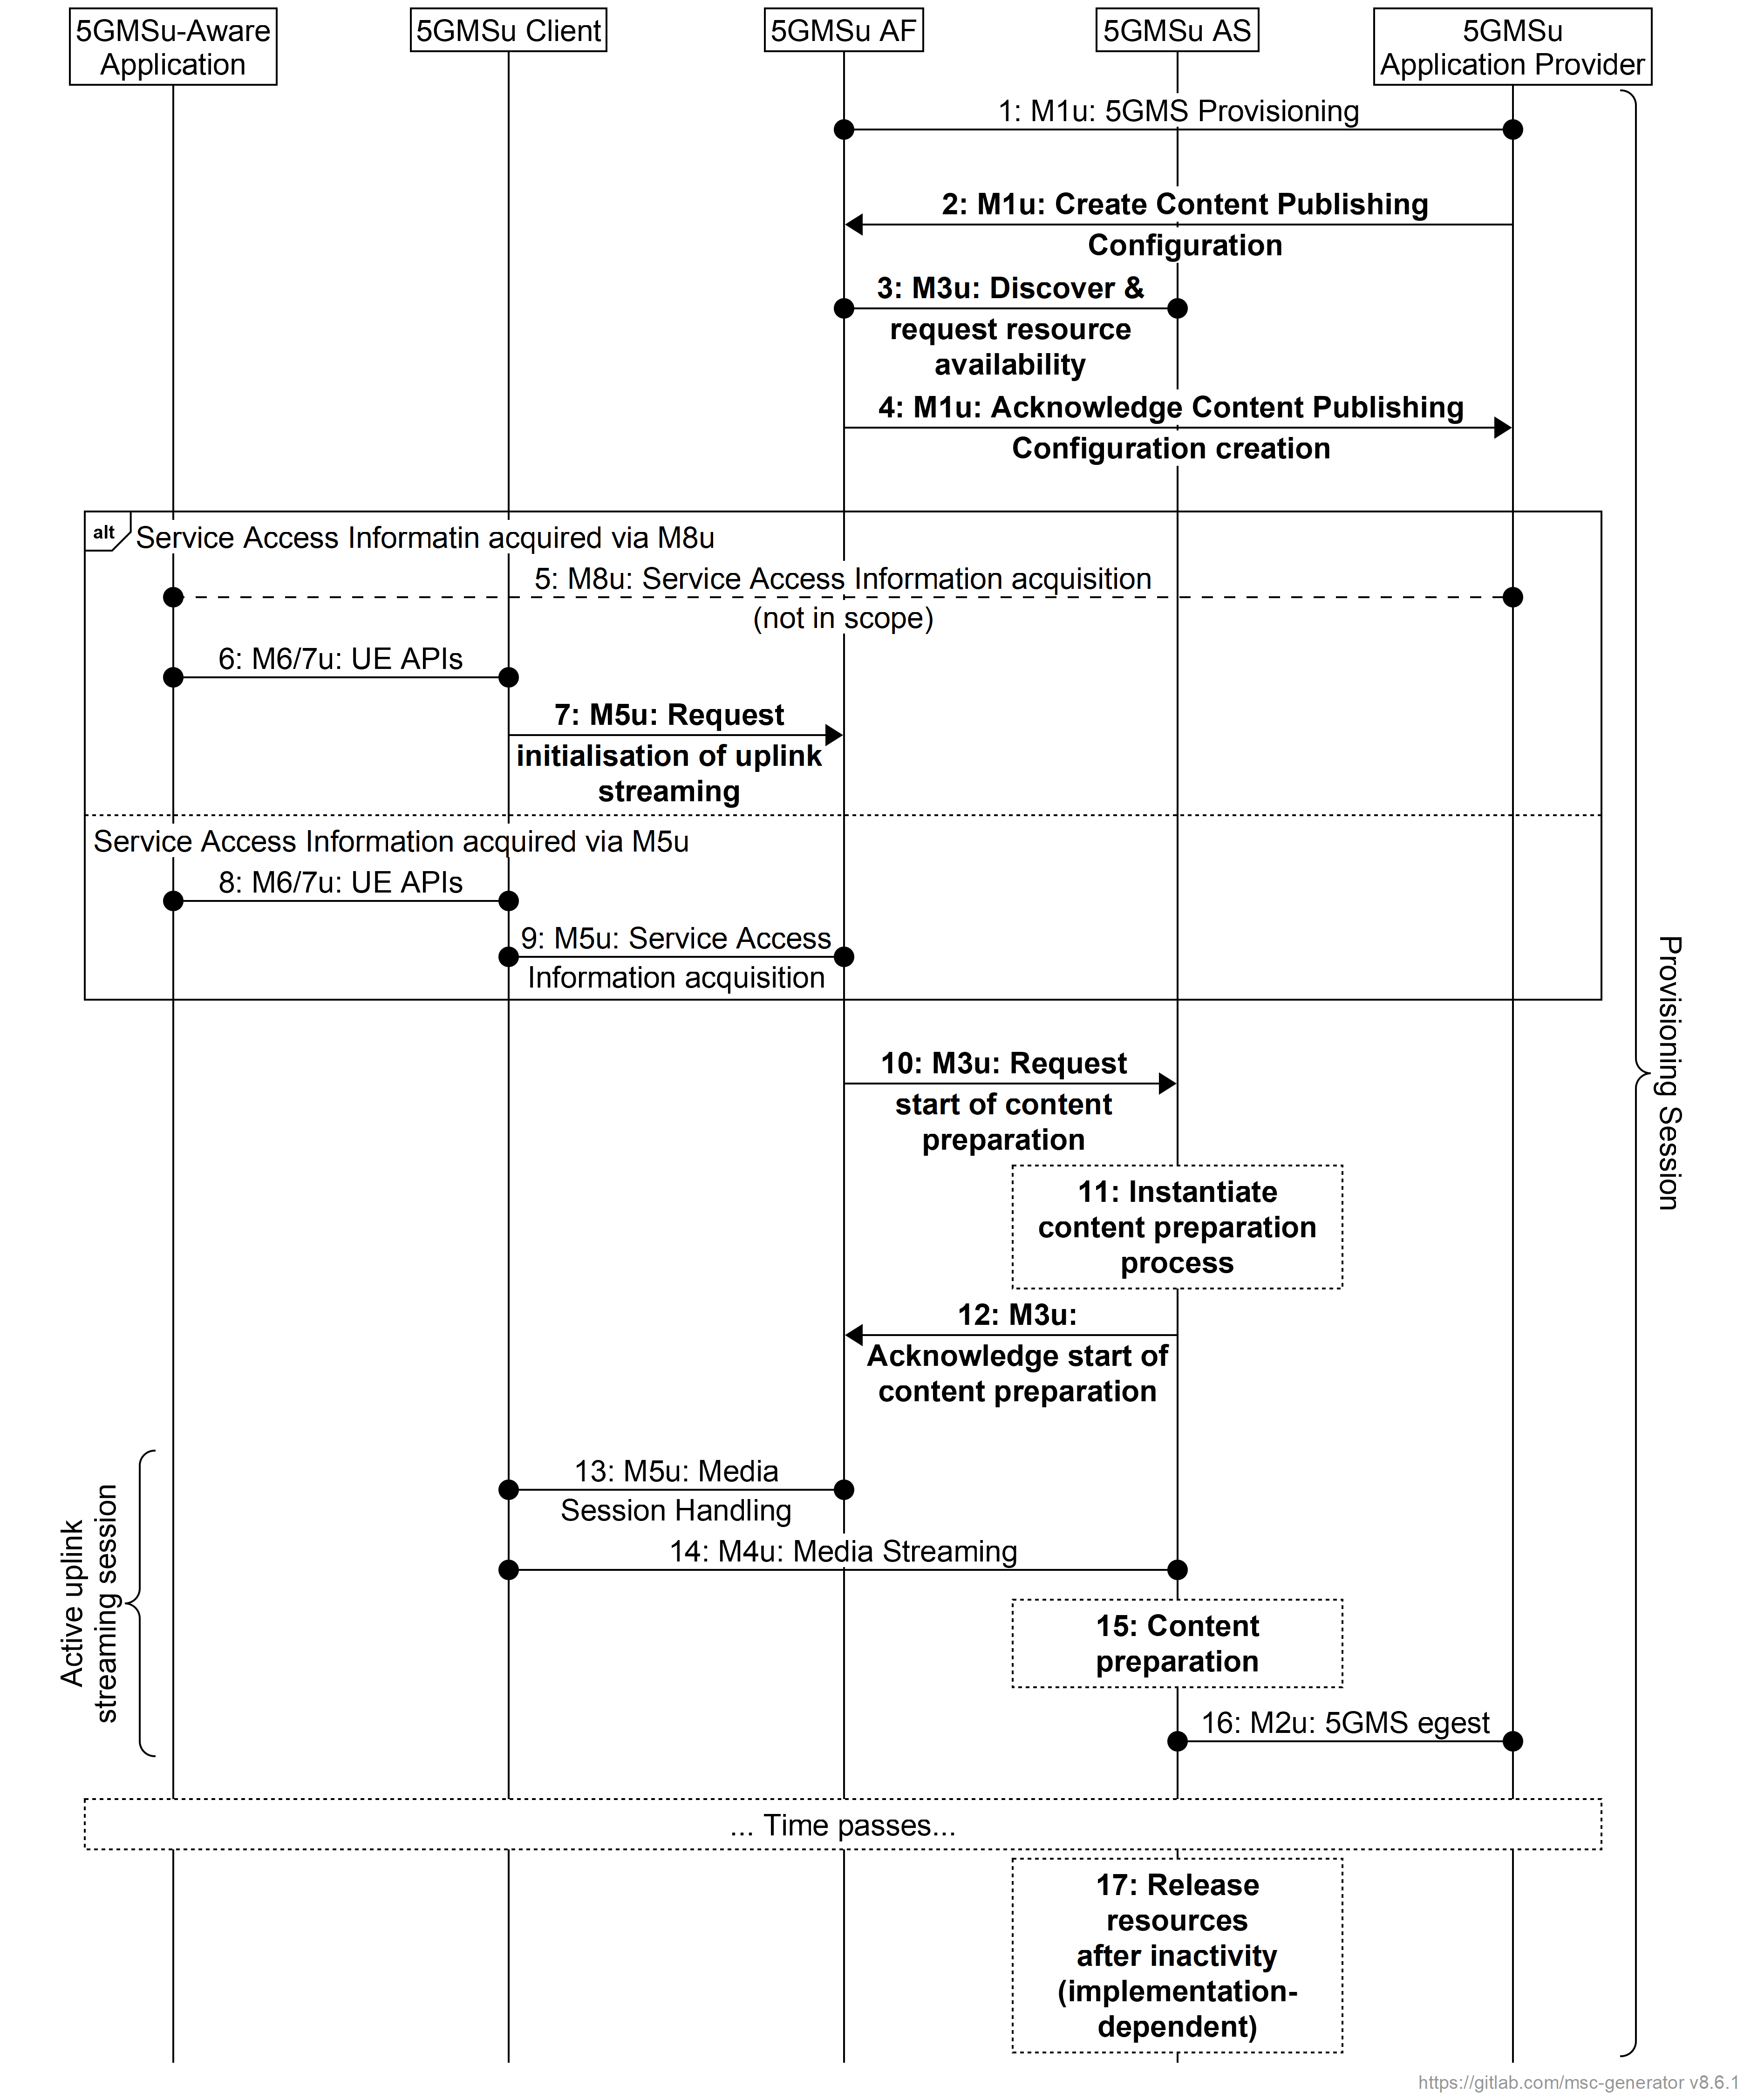 5GMSu-Aware
Application
5GMSu Client
5GMSu AF
5GMSu AS
5GMSu
Application Provider
1: M1u: 5GMS Provisioning
2: M1u: Create Content Publishing
Configuration
3: M3u: Discover &
request resource
availability
4: M1u: Acknowledge Content Publishing
Configuration creation
alt
Service Access Informatin acquired via M8u
5: M8u: Service Access Information acquisition
(not in scope)
6: M6/7u: UE APIs
7: M5u: Request
initialisation of uplink
streaming
Service Access Information acquired via M5u
8: M6/7u: UE APIs
9: M5u: Service Access
Information acquisition
Provisioning Session
10: M3u: Request
start of content
preparation
11: Instantiate
content preparation
process
12: M3u:
Acknowledge start of
content preparation
Active uplink
streaming session
13: M5u: Media
Session Handling
14: M4u: Media Streaming
15: Content
preparation
16: M2u: 5GMS egest
... Time passes...
17: Release
resources
after inactivity
(implementation-
dependent)
https://gitlab.com/msc-generator v8.6.1